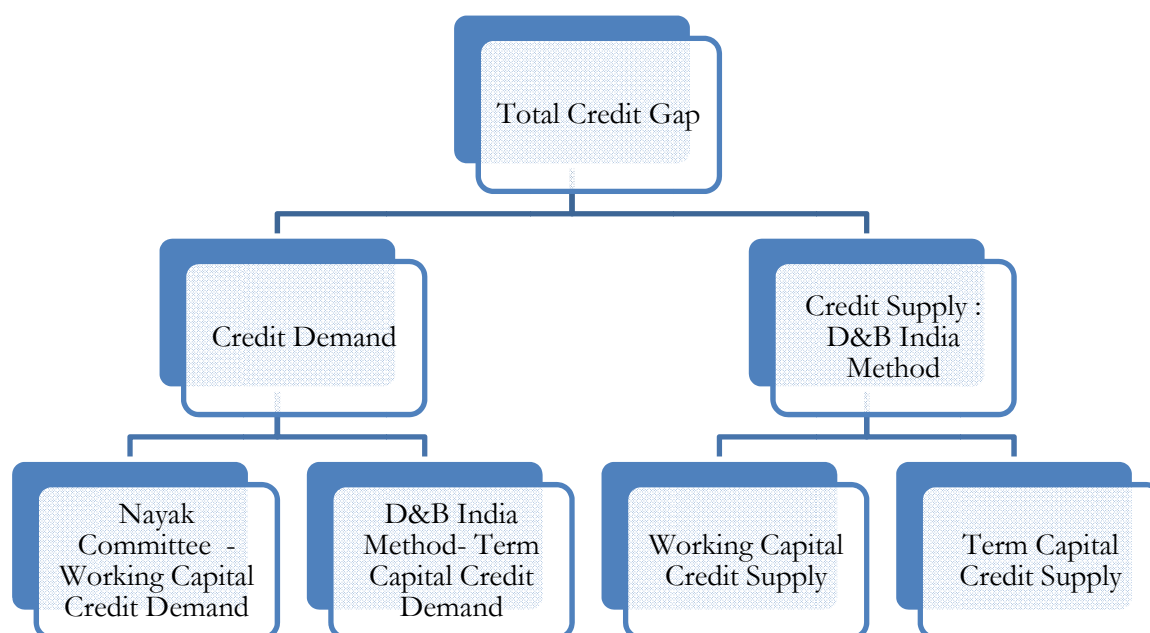 Total Credit Gap
Credit Demand
Credit Supply :
D&B India
Method
Nayak
Committee -
Working Capital
Credit Demand
D&B India
Method- Term
Capital Credit
Demand
Working Capital
Credit Supply
Term Capital
Credit Supply